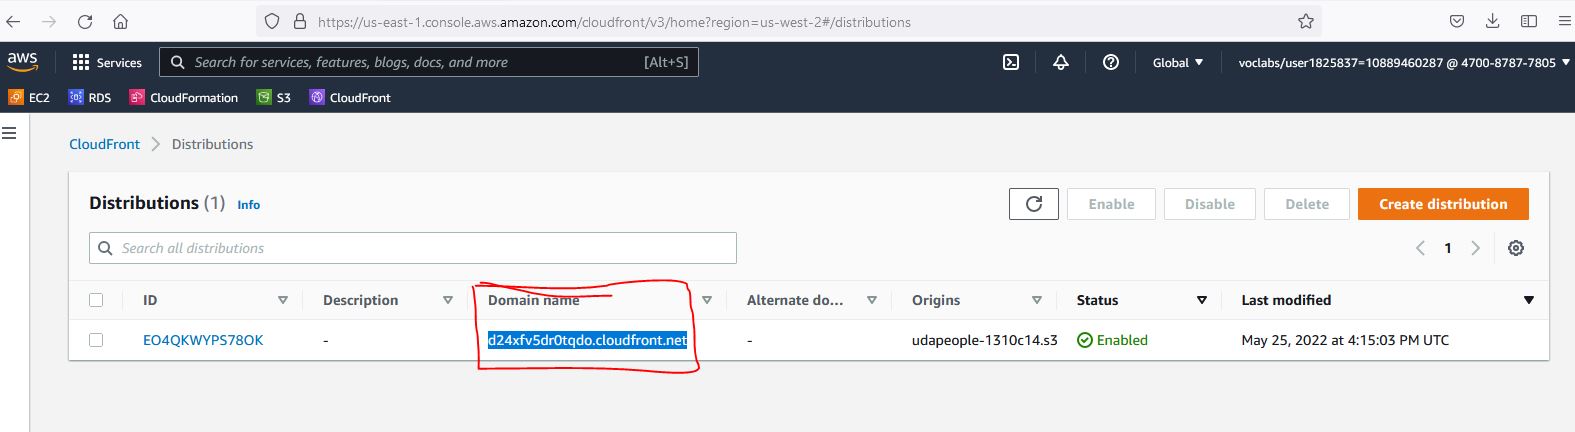 https://us-east-1.console.aws.amazon.com/cloudfront/v3/home?region=us-west-2#/distributions
aws Services Search for services, features, blogs, docs, and more [Alt+S] Global voclabs/user1825837=10889460287 @ 4700-8787-7805
EC2 RDS CloudFormation S3 CloudFront
CloudFront Distributions
Distributions (1) Info Enable Disable Delete Create distribution
Search all distributions 1
ID Description Domain name Alternate do... Origins Status Last modified
EO4QKWYPS78OK - d24xfv5dr0tqdo.cloudfront.net - udapeople-1310c14.s3 Enabled May 25, 2022 at 4:15:03 PM UTC